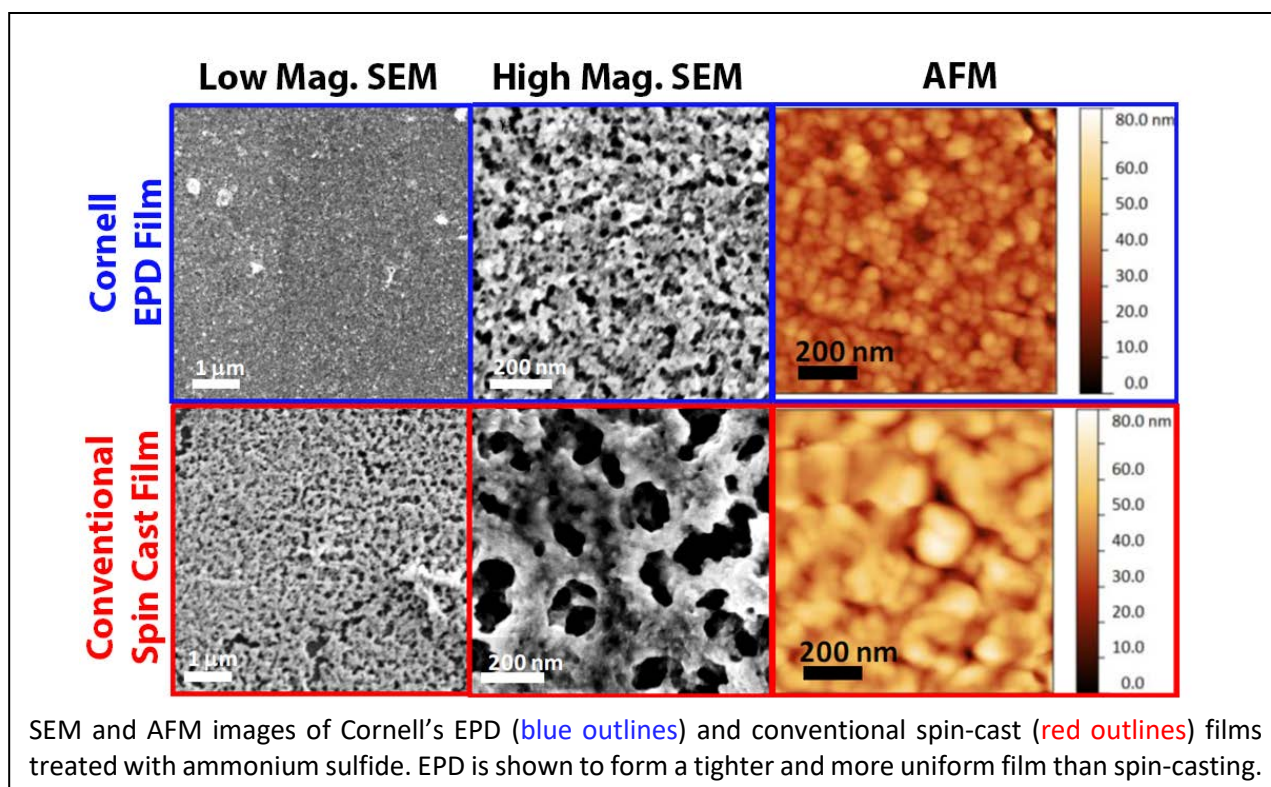 Low Mag. SEM
High Mag. SEM
AFM
Cornell
EPD Film
1 μm
200 nm
200 nm
80.0 nm
60.0
50.0
40.0
30.0
20.0
10.0
0.0
Conventional
Spin Cast Film
1 μm
200 nm
200 nm
80.0 nm
60.0
50.0
40.0
30.0
20.0
10.0
0.0
SEM and AFM images of Cornell’s EPD (blue outlines) and conventional spin-cast (red outlines) films
treated with ammonium sulfide. EPD is shown to form a tighter and more uniform film than spin-casting.